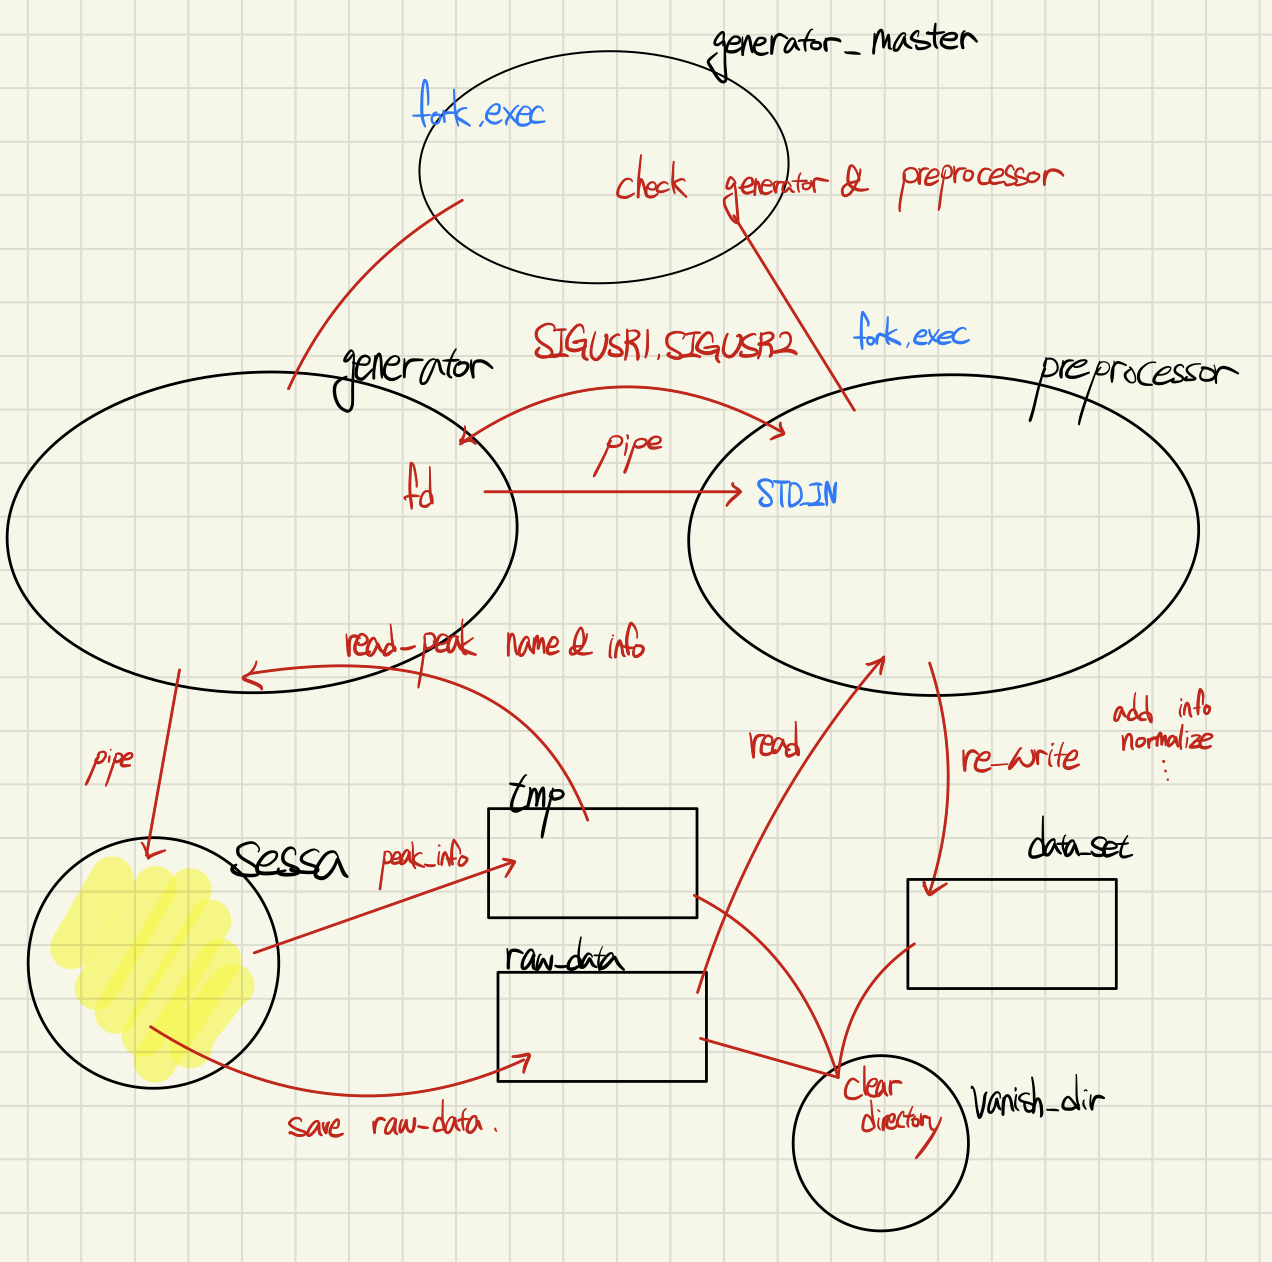 generator_master
fork.exec
check generator & preprocessor
SIGUSR1.SIGUSR2
fork.exec
generator
preprocessor
pipe
fd
STD_IN
read_peak name & info
add info
normalize
⋮
pipe
read
re_write
tmp
Sessa
peak_info
data_set
raw_data
clear
directory
vanish_dir
save raw_data.